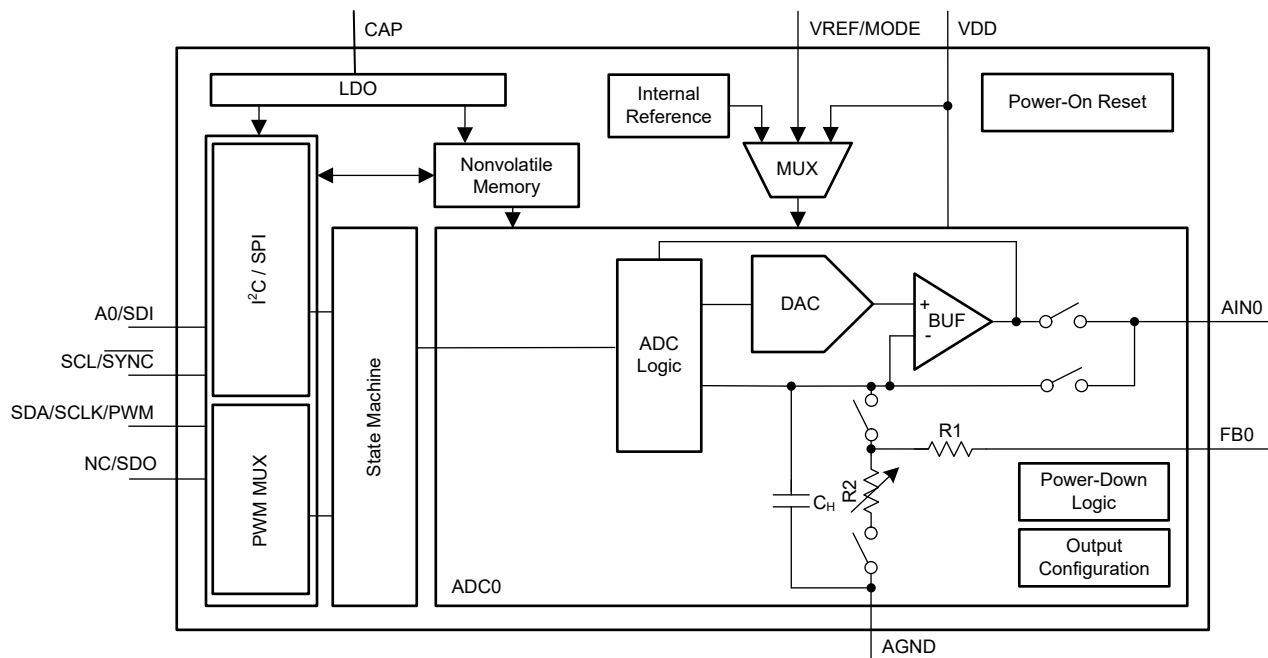 CAP
VREF/MODE
VDD
LDO
Internal
Reference
Power-On Reset
MUX
Nonvolatile
Memory
I²C / SPI
State Machine
A0/SDI
SCL/S̅Y̅N̅C̅
SDA/SCLK/PWM
NC/SDO
PWM MUX
ADC
Logic
DAC
+
BUF
-
AIN0
R1
FB0
R2
CH
Power-Down
Logic
Output
Configuration
ADC0
AGND